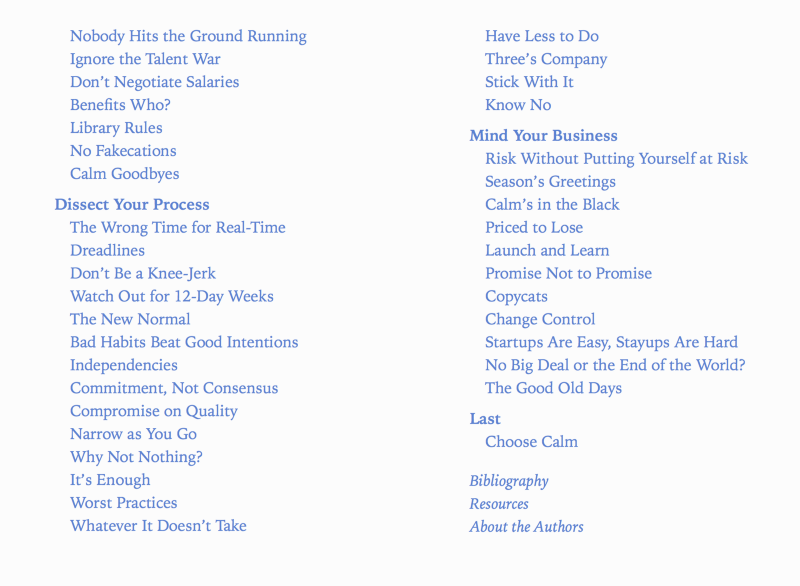 Nobody Hits the Ground Running
Ignore the Talent War
Don’t Negotiate Salaries
Benefits Who?
Library Rules
No Fakecations
Calm Goodbyes
Dissect Your Process
The Wrong Time for Real-Time
Dreadlines
Don’t Be a Knee-Jerk
Watch Out for 12-Day Weeks
The New Normal
Bad Habits Beat Good Intentions
Independencies
Commitment, Not Consensus
Compromise on Quality
Narrow as You Go
Why Not Nothing?
It’s Enough
Worst Practices
Whatever It Doesn’t Take
Have Less to Do
Three’s Company
Stick With It
Know No
Mind Your Business
Risk Without Putting Yourself at Risk
Season’s Greetings
Calm’s in the Black
Priced to Lose
Launch and Learn
Promise Not to Promise
Copycats
Change Control
Startups Are Easy, Stayups Are Hard
No Big Deal or the End of the World?
The Good Old Days
Last
Choose Calm
Bibliography
Resources
About the Authors